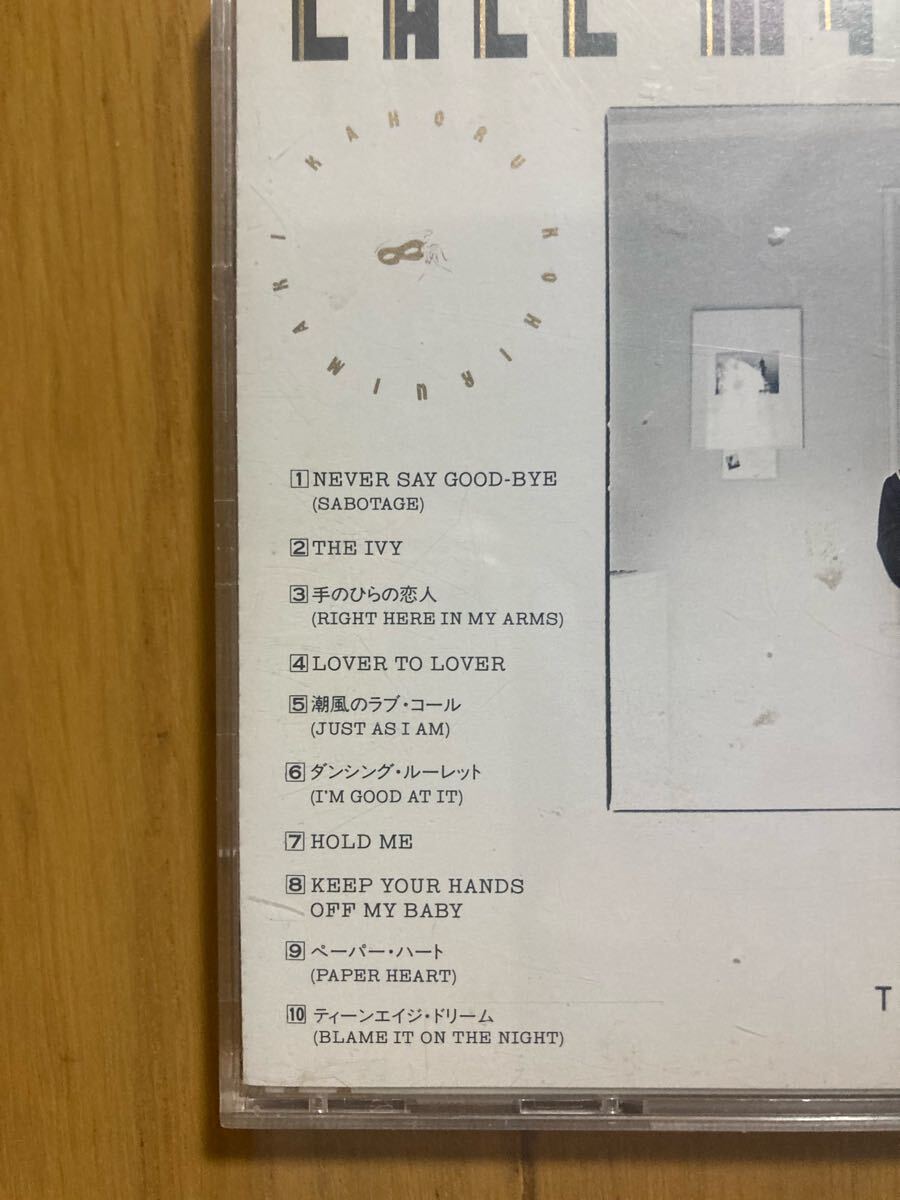 CALL MY
KAHORU KOHIRUIMAKI
8
1 NEVER SAY GOOD-BYE
(SABOTAGE)
2 THE IVY
3 手のひらの恋人
(RIGHT HERE IN MY ARMS)
4 LOVER TO LOVER
5 潮風のラブ・コール
(JUST AS I AM)
6 ダンシング・ルーレット
(I'M GOOD AT IT)
7 HOLD ME
8 KEEP YOUR HANDS
OFF MY BABY
9 ペーパー・ハート
(PAPER HEART)
10 ティーンエイジ・ドリーム
(BLAME IT ON THE NIGHT)
T